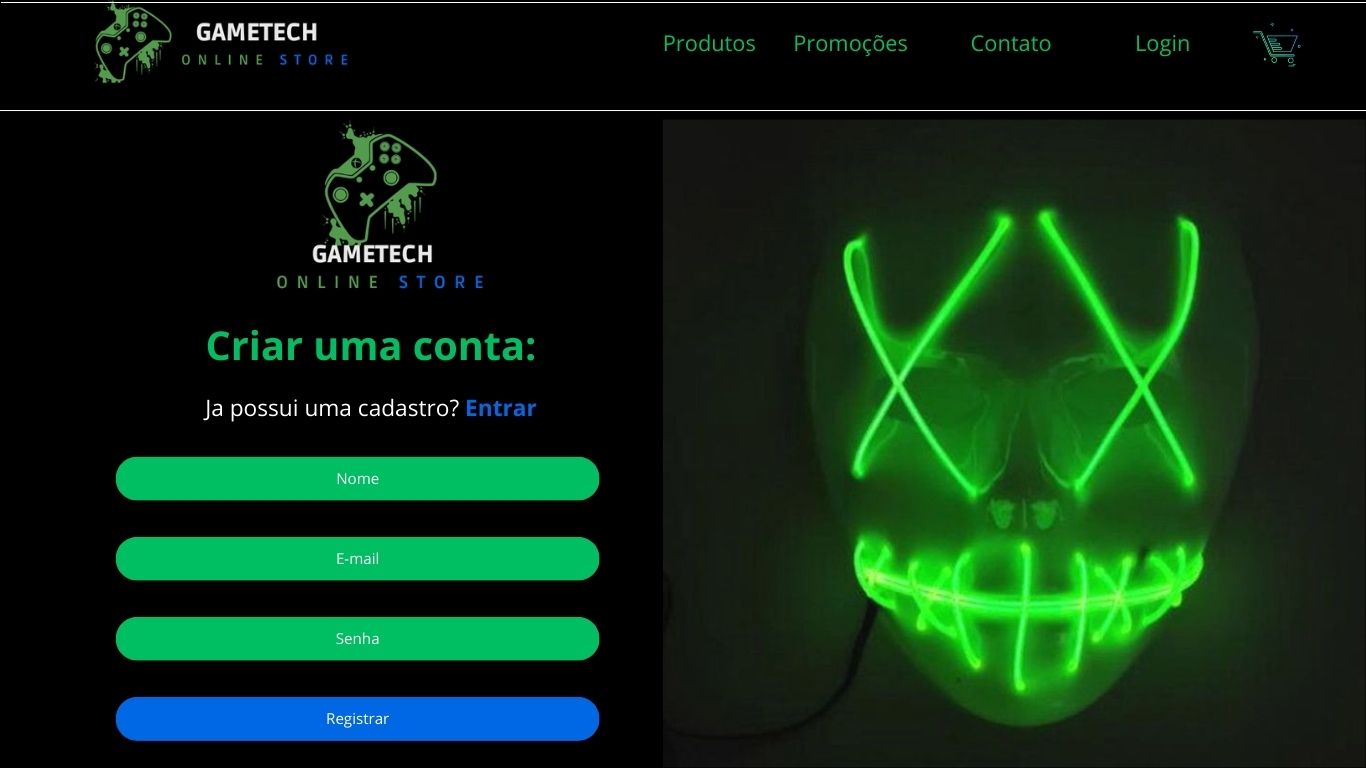 GAMETECH
ONLINE STORE
Produtos Promoções Contato Login
GAMETECH
ONLINE STORE
Criar uma conta:
Ja possui uma cadastro? Entrar
Nome
E-mail
Senha
Registrar